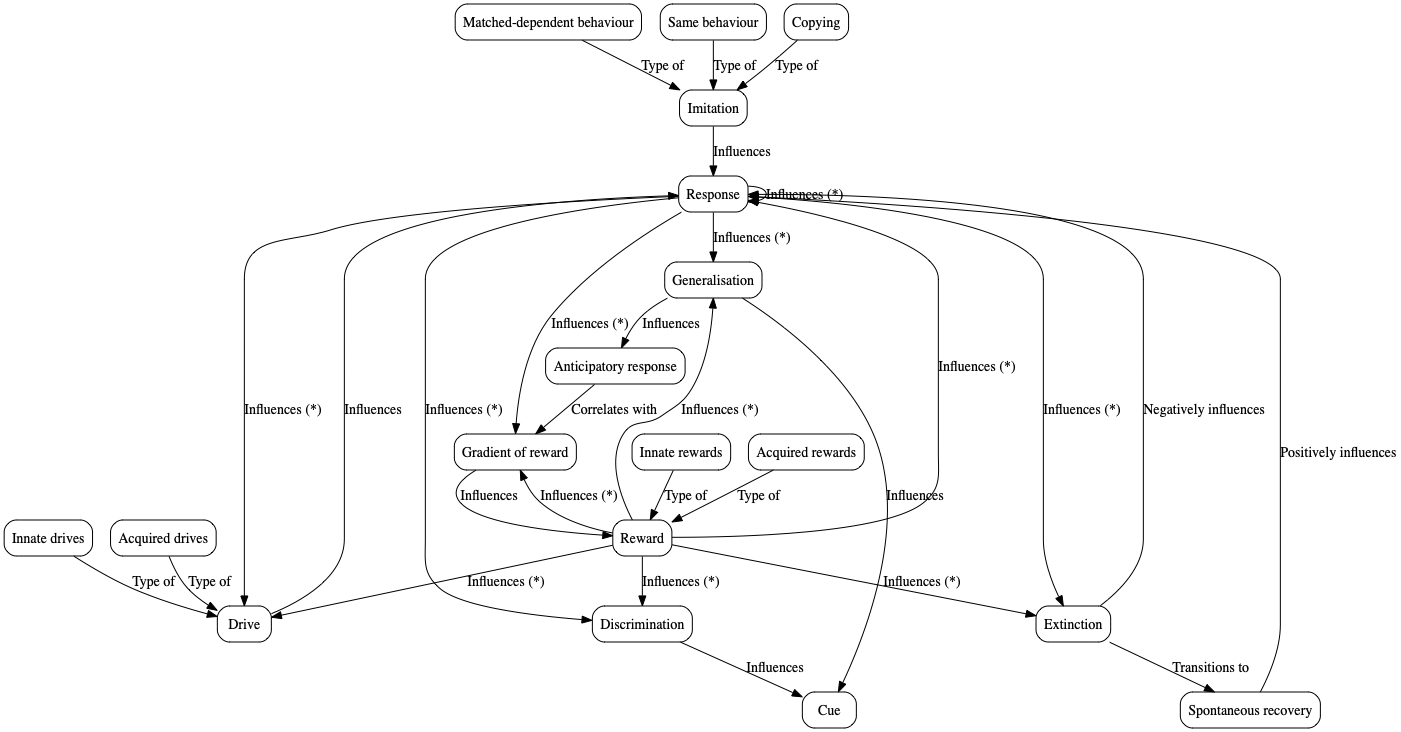 Matched-dependent behaviour
Same behaviour
Copying
Type of
Type of
Type of
Imitation
Influences
Response
Influences (*)
Influences (*)
Generalisation
Influences (*)
Influences
Anticipatory response
Influences (*)
Influences (*)
Influences
Influences (*)
Correlates with
Influences (*)
Influences (*)
Negatively influences
Gradient of reward
Innate rewards
Acquired rewards
Positively influences
Influences
Influences (*)
Type of
Type of
Influences
Innate drives
Acquired drives
Reward
Type of
Type of
Influences (*)
Influences (*)
Influences (*)
Drive
Discrimination
Extinction
Influences
Transitions to
Cue
Spontaneous recovery